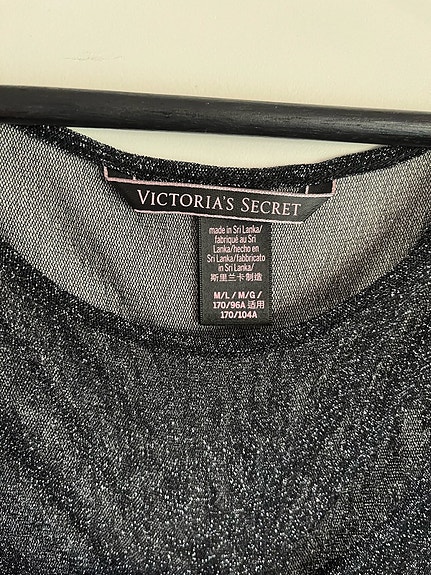 VICTORIA'S SECRET
made in Sri Lanka/
fabriqué au Sri
Lanka/hecho en
Sri Lanka/fabbricato
in Sri Lanka/
斯里兰卡制造
M/L / M/G /
170/96A 适用
170/104A